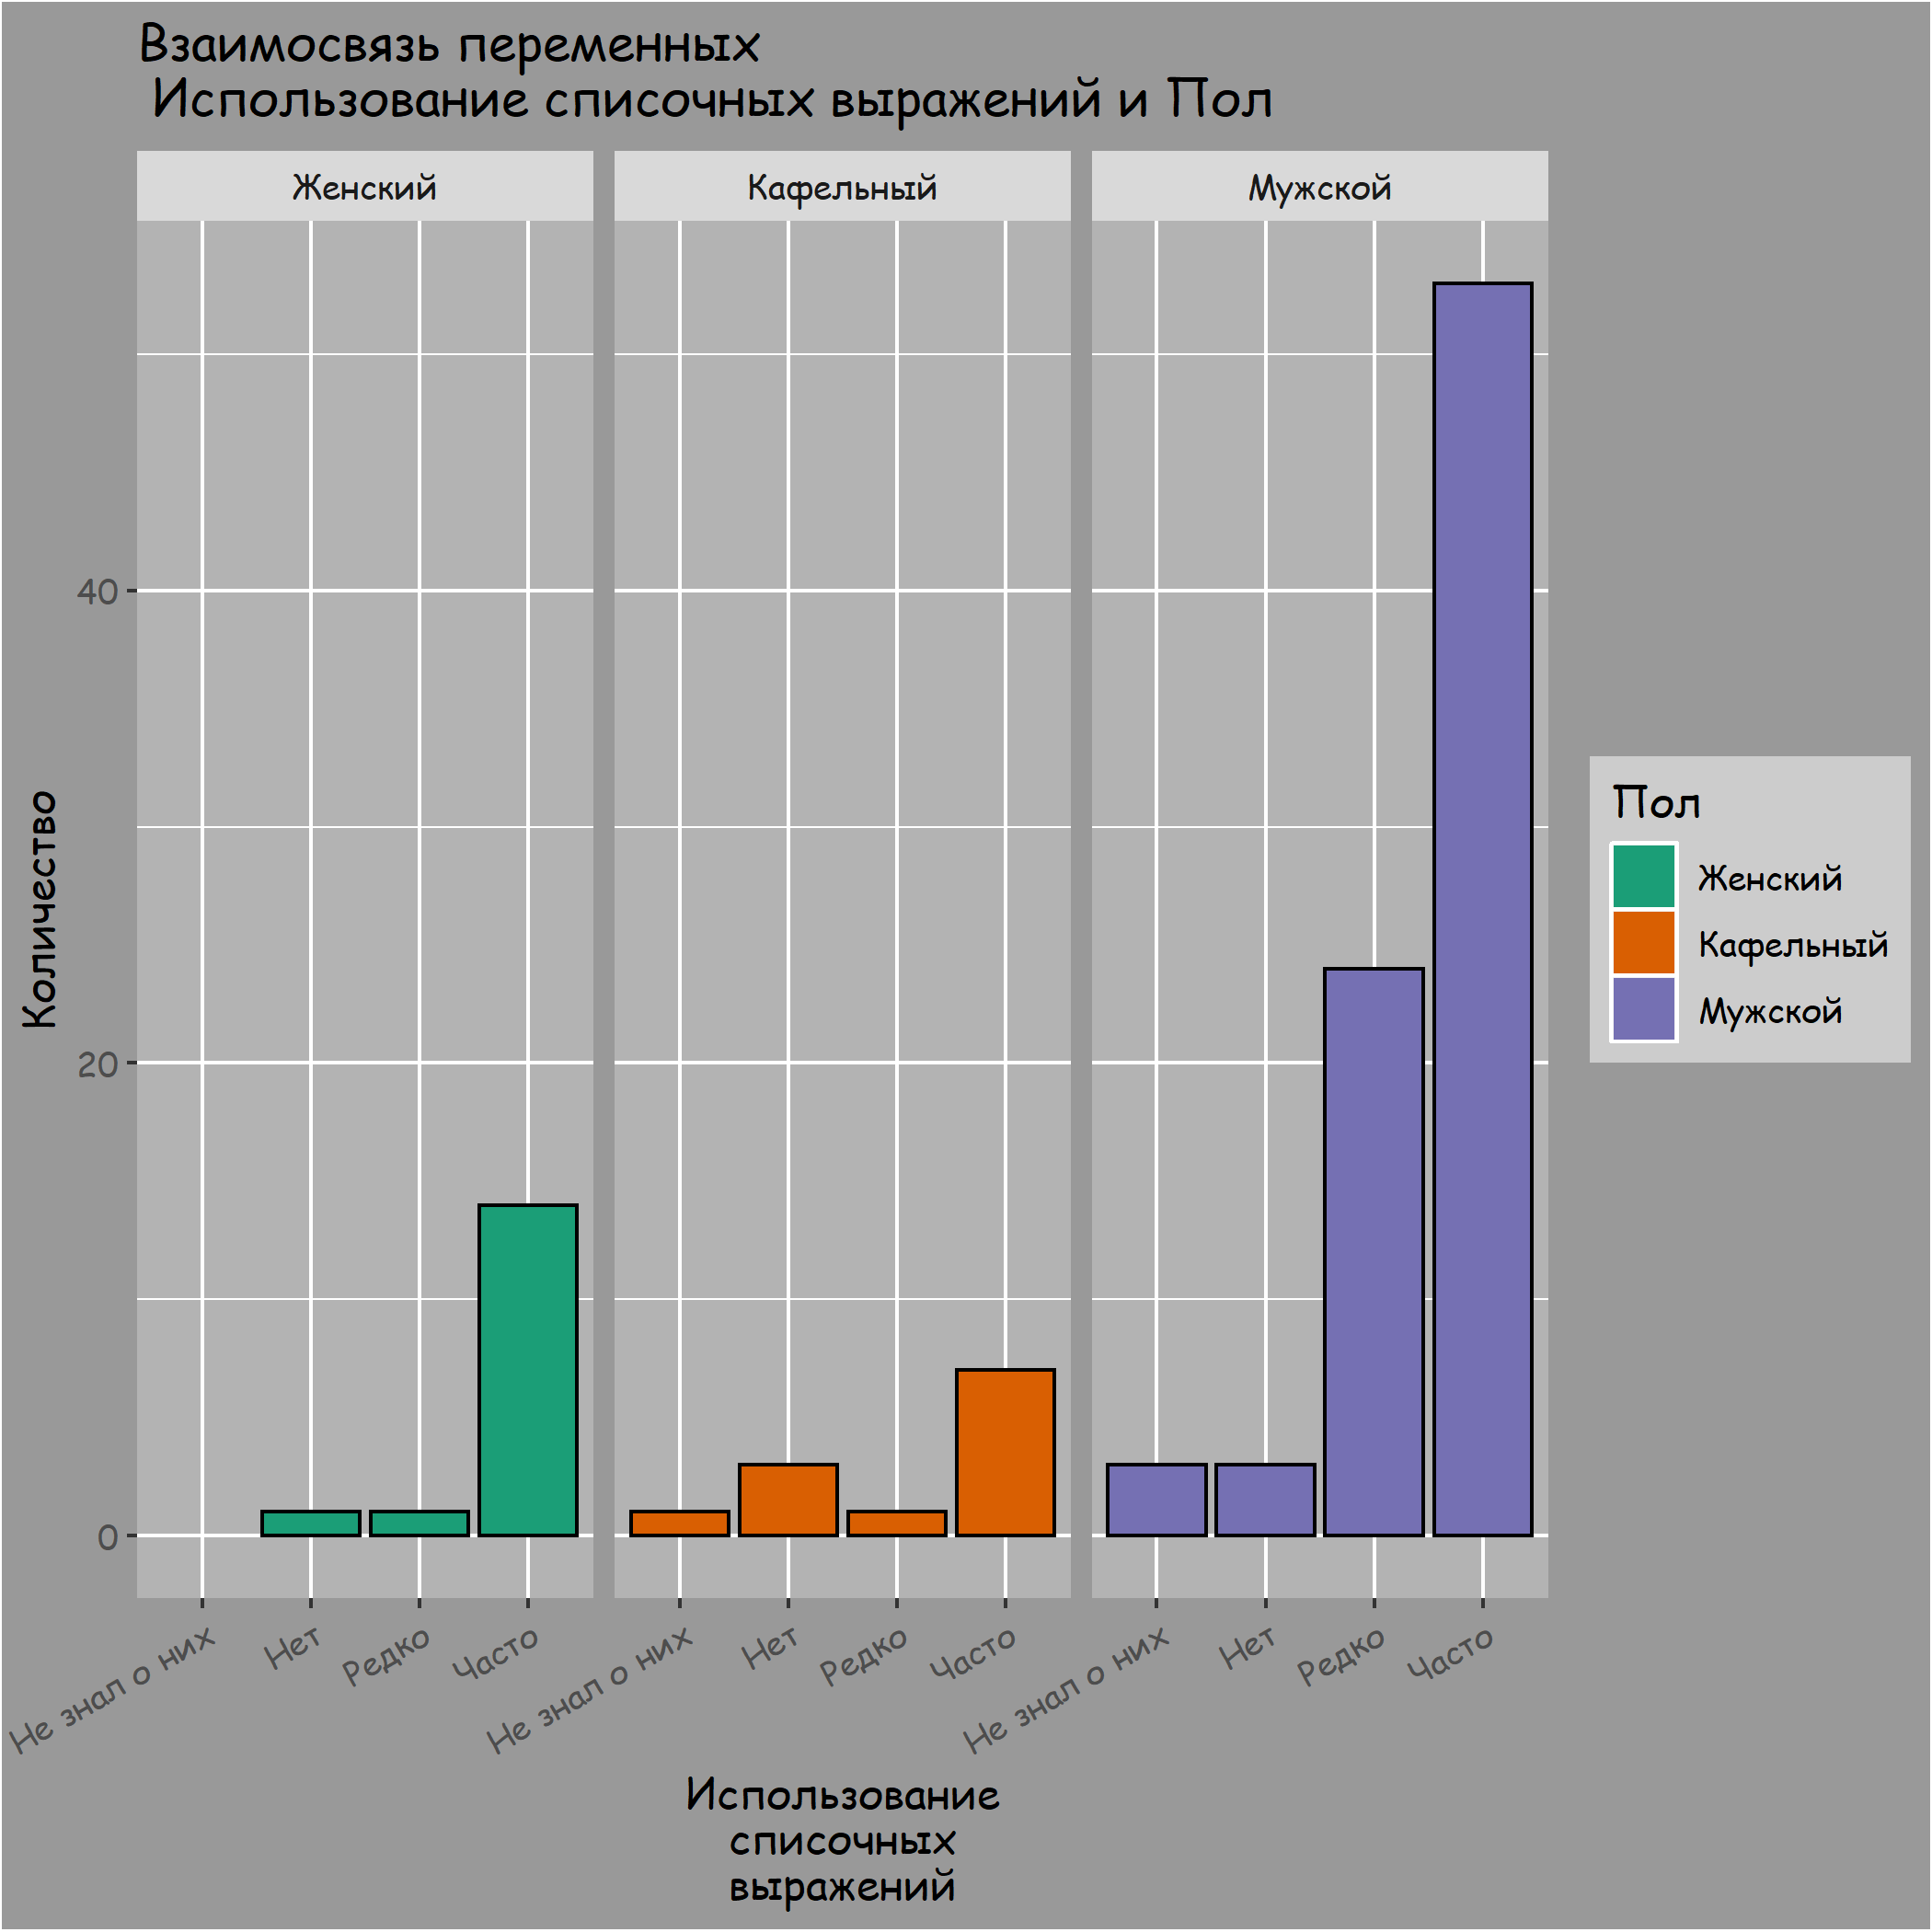 Взаимосвязь переменных
Использование списочных выражений и Пол
Женский
Кафельный
Мужской
Количество
40
20
0
Не знал о них
Нет
Редко
Часто
Не знал о них
Нет
Редко
Часто
Не знал о них
Нет
Редко
Часто
Использование
списочных
выражений
Пол
Женский
Кафельный
Мужской